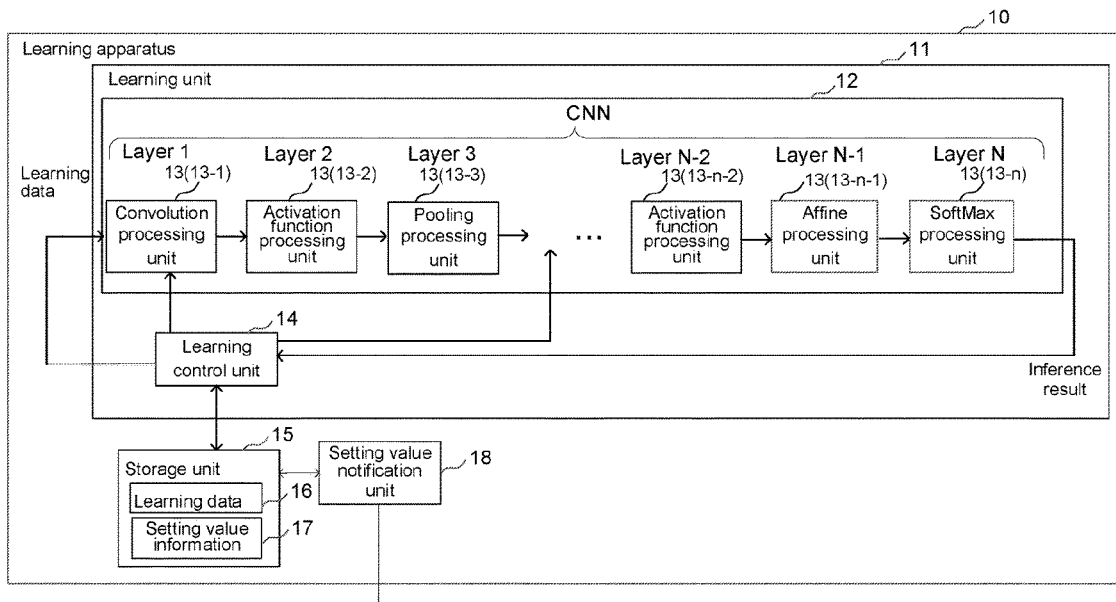 10
Learning apparatus
11
Learning unit
12
CNN
Learning
data
Layer 1
13(13-1)
Convolution
processing
unit
Layer 2
13(13-2)
Activation
function
processing
unit
Layer 3
13(13-3)
Pooling
processing
unit
...
Layer N-2
13(13-n-2)
Activation
function
processing
unit
Layer N-1
13(13-n-1)
Affine
processing
unit
Layer N
13(13-n)
SoftMax
processing
unit
14
Learning
control unit
Inference
result
15
Storage unit
Learning data
16
Setting value
information
17
Setting value
notification
unit
18